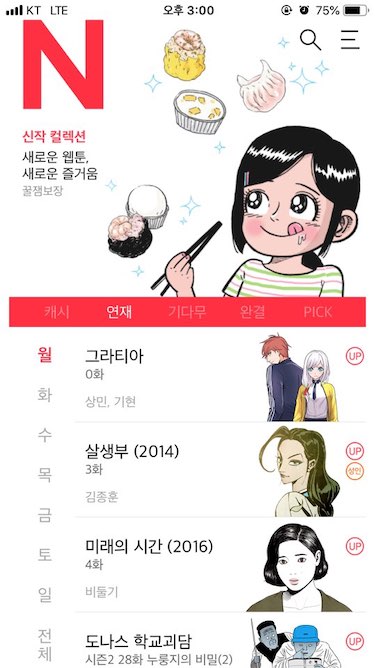 KT LTE 오후 3:00 75%
N
신작 컬렉션
새로운 웹툰,
새로운 즐거움
꿀잼보장
캐시 연재 기다무 완결 PICK
월
화
수
목
금
토
일
전체
그라티아
UP
0화
상민, 기현
살생부 (2014)
UP
3화
성인
김종훈
미래의 시간 (2016)
UP
4화
비둘기
도나스 학교괴담
UP
시즌2 28화 누룽지의 비밀(2)